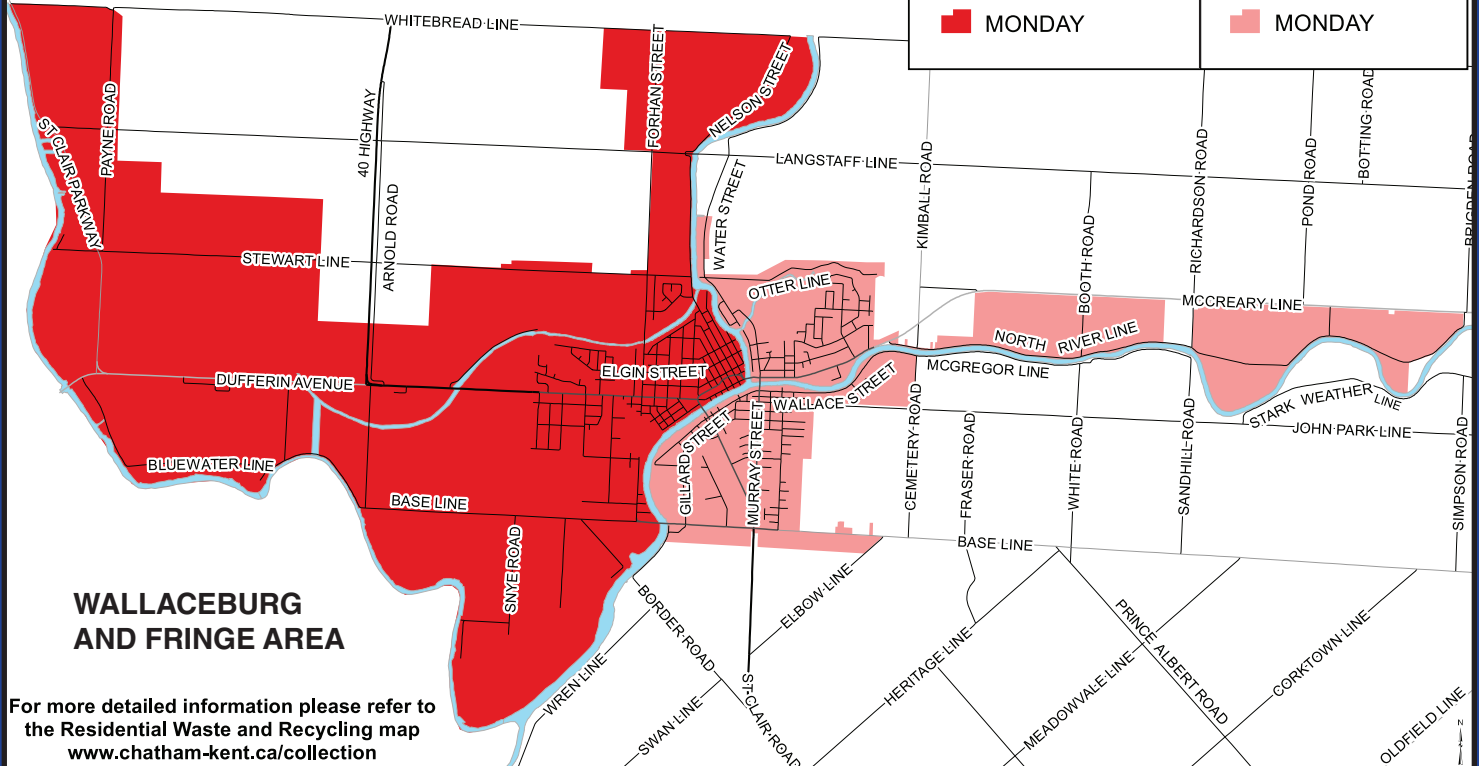 MONDAY
MONDAY
WHITEBREAD LINE
FORHAN STREET
NELSON STREET
PAYNE ROAD
ST CLAIR PARKWAY
40 HIGHWAY
ARNOLD ROAD
STEWART LINE
WATER STREET
LANGSTAFF LINE
KIMBALL ROAD
BOOTH ROAD
RICHARDSON ROAD
POND ROAD
BOTTING ROAD
BRIGDEN ROAD
OTTER LINE
MCCREARY LINE
NORTH RIVER LINE
MCGREGOR LINE
ELGIN STREET
DUFFERIN AVENUE
WALLACE STREET
STARK WEATHER LINE
JOHN PARK LINE
GILLARD STREET
MURRAY STREET
CEMETERY ROAD
FRASER ROAD
WHITE ROAD
SANDHILL ROAD
SIMPSON ROAD
BLUEWATER LINE
BASE LINE
BASE LINE
SNYE ROAD
WALLACEBURG
AND FRINGE AREA
BORDER ROAD
ELBOW LINE
WREN LINE
SWAN LINE
ST CLAIR ROAD
HERITAGE LINE
MEADOWVALE LINE
PRINCE ALBERT ROAD
CORKTOWN LINE
OLDFIELD LINE
N
For more detailed information please refer to
the Residential Waste and Recycling map
www.chatham-kent.ca/collection